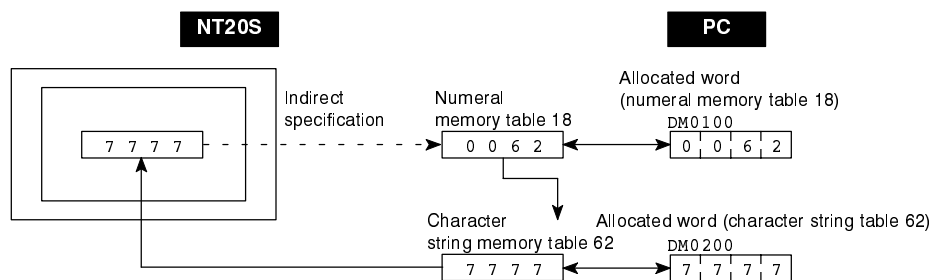 NT20S
PC
Indirect
specification
Numeral
memory table 18
Allocated word
(numeral memory table 18)
DM0100
7 7 7 7
0 0 6 2
0 0 6 2
Character
string memory table 62
Allocated word (character string table 62)
DM0200
7 7 7 7
7 7 7 7